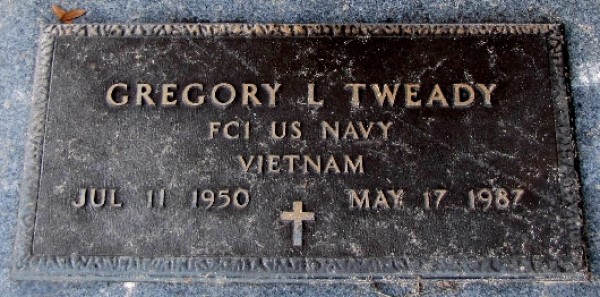 GREGORY L TWEADY
FC1 US NAVY
VIETNAM
JUL 11 1950 MAY 17 1987